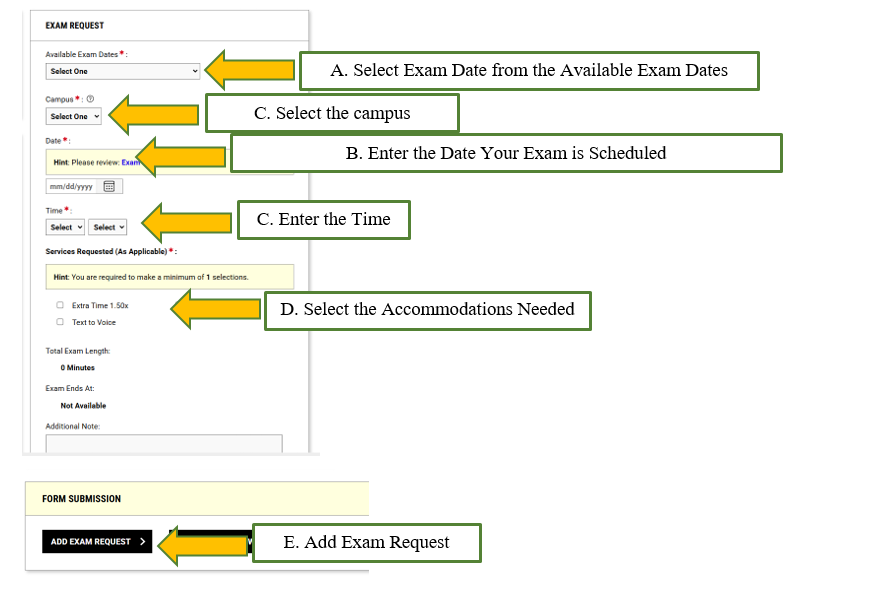 EXAM REQUEST
Available Exam Dates * :
Select One
A. Select Exam Date from the Available Exam Dates
Campus * :
Select One
C. Select the campus
Date * :
Hint: Please review: Exam
B. Enter the Date Your Exam is Scheduled
mm/dd/yyyy
Time * :
Select Select
C. Enter the Time
Services Requested (As Applicable) * :
Hint: You are required to make a minimum of 1 selections.
Extra Time 1.50x
D. Select the Accommodations Needed
Text to Voice
Total Exam Length:
0 Minutes
Exam Ends At:
Not Available
Additional Note:
FORM SUBMISSION
ADD EXAM REQUEST
E. Add Exam Request